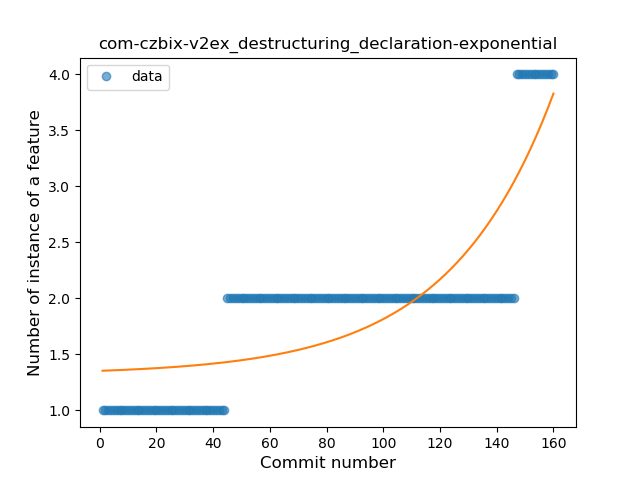 com-czbix-v2ex_destructuring_declaration-exponential
data
Number of instance of a feature
4.0
3.5
3.0
2.5
2.0
1.5
1.0
0 20 40 60 80 100 120 140 160
Commit number